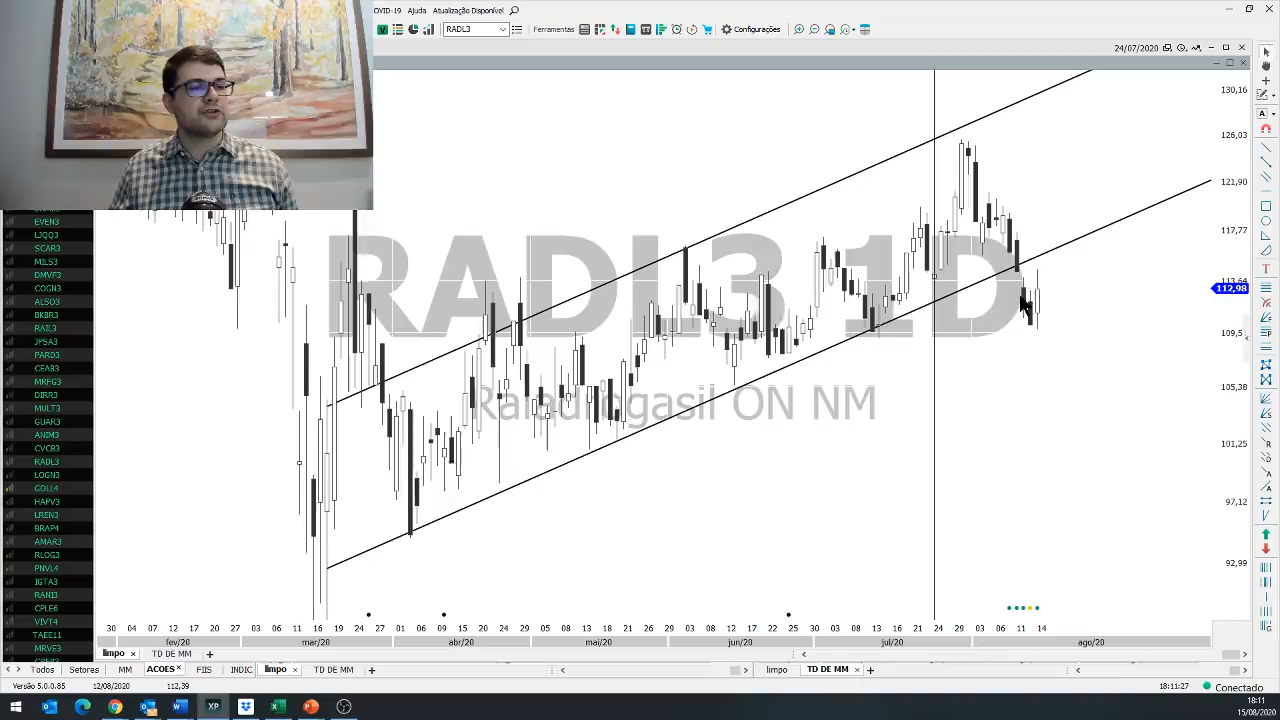 OVID-19 Ajuda Atualização Disponível
RADL3 Ferramentas Configurações
24/07/2020
130,16
126,03
121,90
117,77
113,64
112,98
109,5
105,38
101,25
97,12
92,99
RADL3 1D
Raiadrogasil ON NM
EVEN3
LJQQ3
SCAR3
MILS3
DMVF3
COGN3
ALSO3
BKBR3
RAIL3
JPSA3
PARD3
CEAB3
MRFG3
DIRR3
MULT3
GUAR3
ANIM3
CVCB3
RADL3
LOGN3
GOLL4
HAPV3
LREN3
BRAP4
AMAR3
RLOG3
PNVL4
IGTA3
RANI3
CPLE6
VIVT4
TAEE11
MRVE3
30 04 07 12 17 20 27 03 06 11 16 19 24 27 01 06 09 15 20 24 29 05 08 13 18 21 26 29 03 08 12 17 22 25 30 03 08 13 16 21 24 29 03 06 11 14
fev/20 mar/20 abr/20 mai/20 jun/20 jul/20 ago/20
limpo TD DE MM
Todos Setores MM ACOES FIIS INDIC limpo TD DE MM limpo TD DE MM
Versão 5.0.0.85 12/08/2020 112,39 18:11:27 Conectado
XP
18:11
15/08/2020